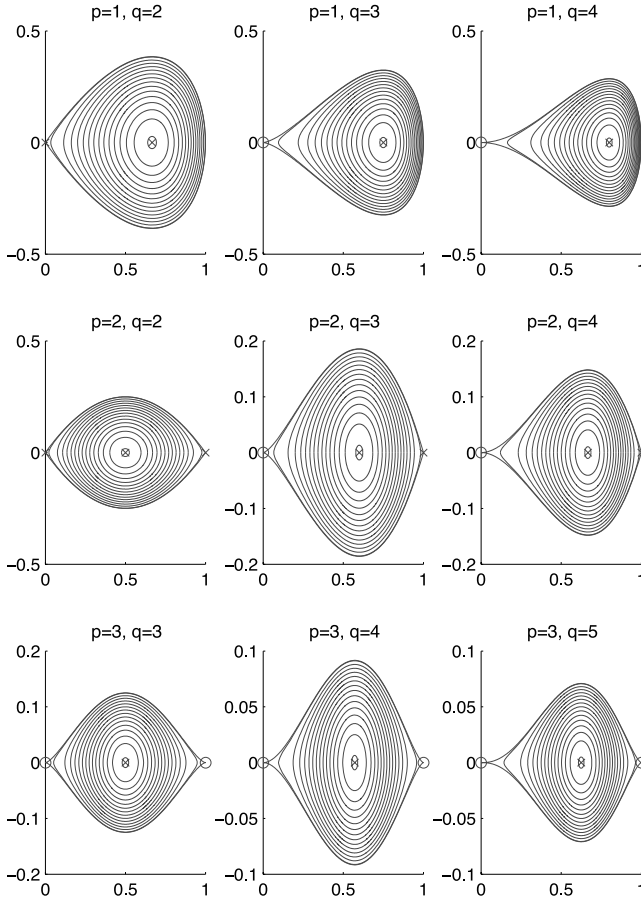 p=1, q=2 p=1, q=3 p=1, q=4
0.5 0.5 0.5
0 0 0
−0.5 −0.5 −0.5
0 0.5 1 0 0.5 1 0 0.5 1
p=2, q=2 p=2, q=3 p=2, q=4
0.5 0.2 0.2
0.1 0.1
0 0 0
−0.1 −0.1
−0.5 −0.2 −0.2
0 0.5 1 0 0.5 1 0 0.5 1
p=3, q=3 p=3, q=4 p=3, q=5
0.2 0.1 0.1
0.1 0.05 0.05
0 0 0
−0.1 −0.05 −0.05
−0.2 −0.1 −0.1
0 0.5 1 0 0.5 1 0 0.5 1